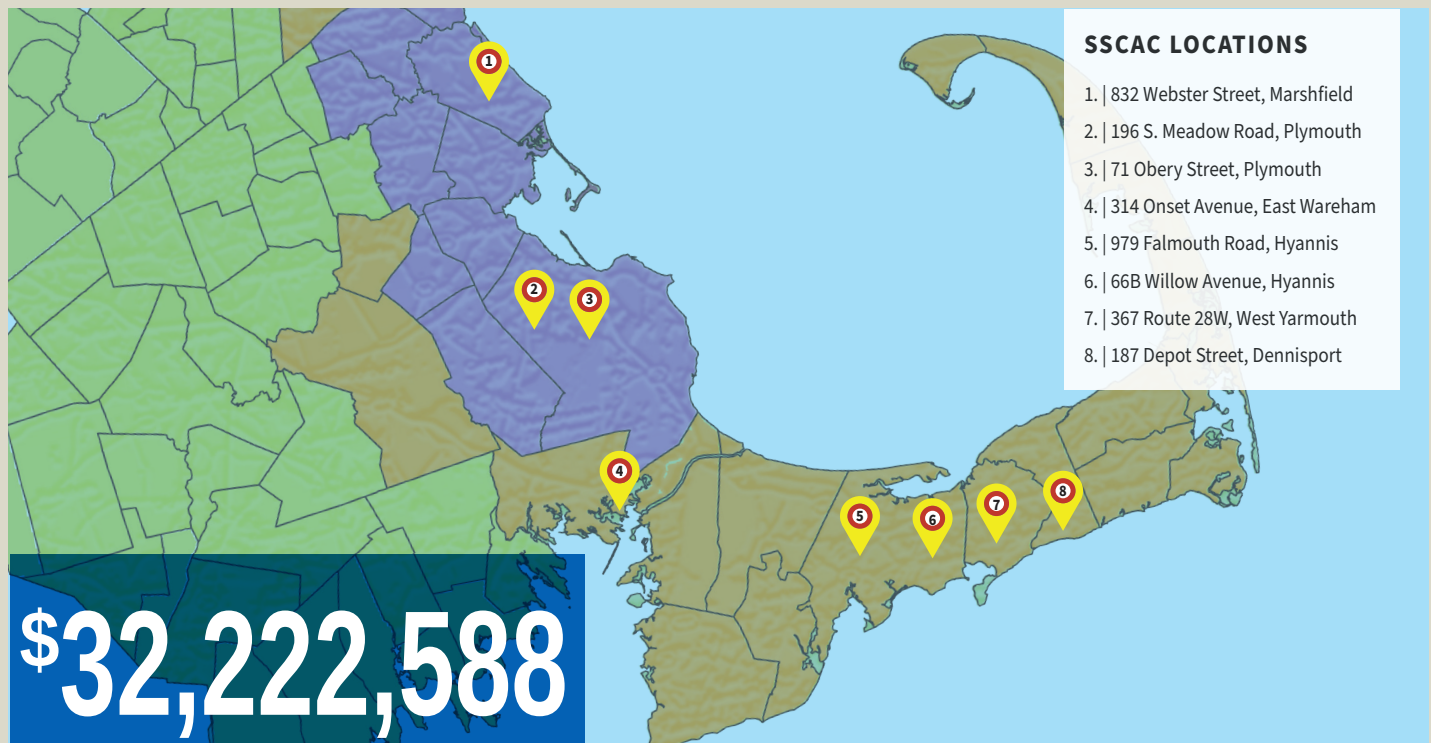 SSCAC LOCATIONS
1. | 832 Webster Street, Marshfield
2. | 196 S. Meadow Road, Plymouth
3. | 71 Obery Street, Plymouth
4. | 314 Onset Avenue, East Wareham
5. | 979 Falmouth Road, Hyannis
6. | 66B Willow Avenue, Hyannis
7. | 367 Route 28W, West Yarmouth
8. | 187 Depot Street, Dennisport
1
2
3
4
5
6
7
8
$32,222,588